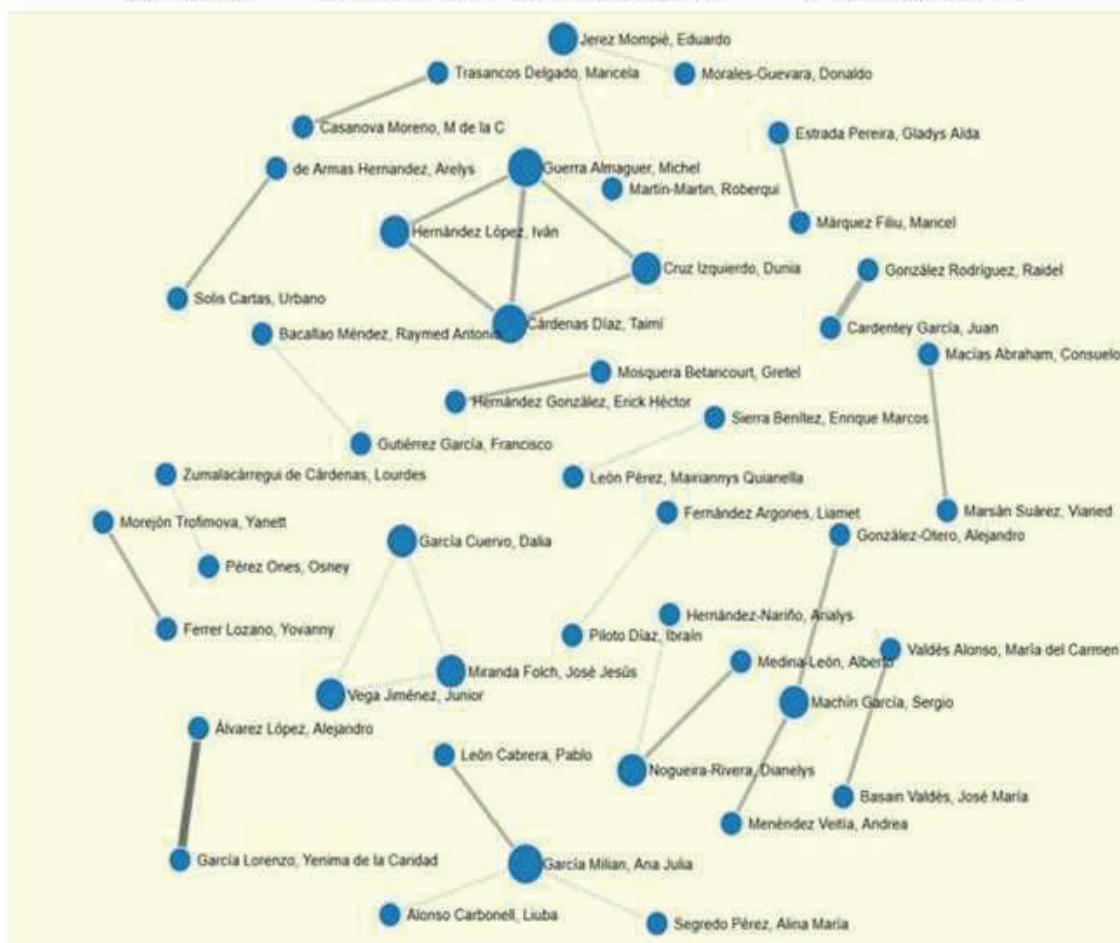 Jerez Mompié, Eduardo
Trasancos Delgado, Maricela
Morales-Guevara, Donaldo
Casanova Moreno, M de la C
Estrada Pereira, Gladys Alda
de Armas Hernandez, Arelys
Guerra Almaguer, Michel
Martín-Martín, Roberqui
Márquez Filiu, Maricel
Hernández López, Iván
Cruz Izquierdo, Dunia
González Rodríguez, Raidel
Solis Cartas, Urbano
Cárdenas Díaz, Taimí
Cardentey García, Juan
Bacallao Méndez, Raymed Antonio
Macías Abraham, Consuelo
Mosquera Betancourt, Gretel
Hernández González, Erick Héctor
Sierra Benítez, Enrique Marcos
Gutiérrez García, Francisco
Zumalacárregui de Cárdenas, Lourdes
León Pérez, Mairiannys Quianella
Fernández Argones, Liamet
Marsán Suárez, Vianed
Morejón Trofimova, Yanett
González-Otero, Alejandro
García Cuervo, Dalia
Pérez Ones, Osney
Hernández-Nariño, Arialys
Ferrer Lozano, Yovanny
Piloto Díaz, Ibrain
Valdés Alonso, María del Carmen
Medina-León, Alberto
Miranda Folch, José Jesús
Vega Jiménez, Junior
Machín García, Sergio
Álvarez López, Alejandro
León Cabrera, Pablo
Nogueira-Rivera, Dianelys
Basain Valdés, José María
Menéndez Veitía, Andrea
García Lorenzo, Yenima de la Caridad
García Milian, Ana Julia
Alonso Carbonell, Liuba
Segredo Pérez, Alina María